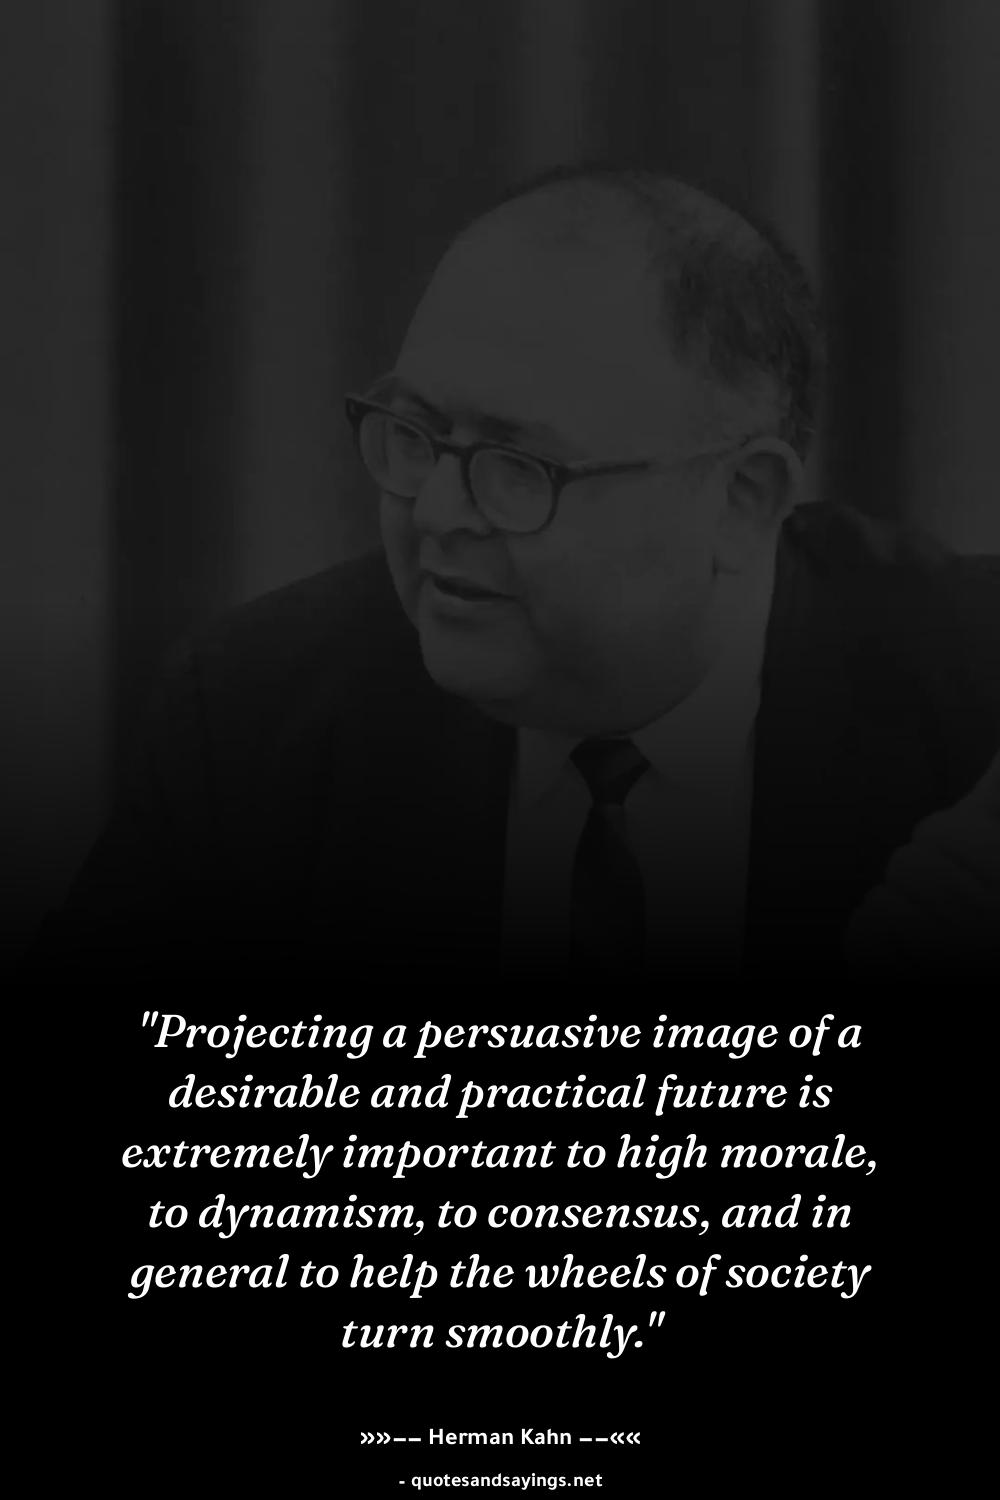 "Projecting a persuasive image of a
desirable and practical future is
extremely important to high morale,
to dynamism, to consensus, and in
general to help the wheels of society
turn smoothly."
»»−− Herman Kahn −−««
- quotesandsayings.net